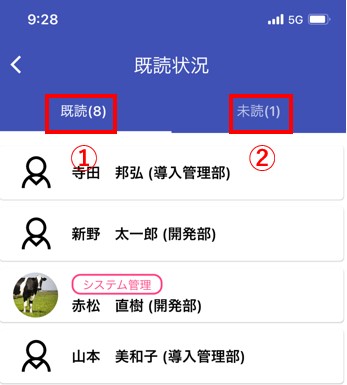 9:28 5G
既読状況
既読(8) 未読(1)
① ②
寺田 邦弘 (導入管理部)
新野 太一郎 (開発部)
システム管理
赤松 直樹 (開発部)
山本 美和子 (導入管理部)